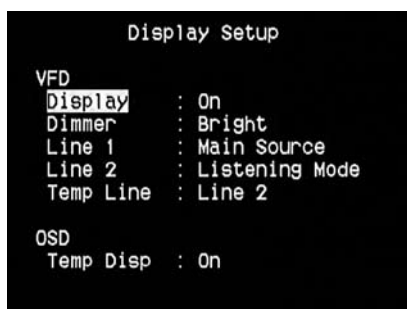 Display Setup
VFD
Display : On
Dimmer : Bright
Line 1 : Main Source
Line 2 : Listening Mode
Temp Line : Line 2
OSD
Temp Disp : On